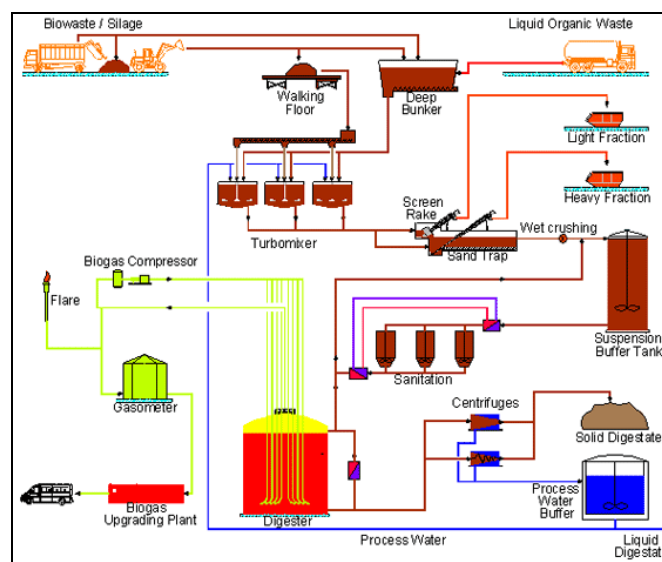 Biowaste / Silage
Liquid Organic Waste
Walking
Floor
Deep
Bunker
Light Fraction
Heavy Fraction
Screen
Rake
Turbomixer
Sand Trap
Wet crushing
Biogas Compressor
Flare
Suspension
Buffer Tank
Sanitation
Gasometer
Centrifuges
Solid Digestate
Process
Water
Buffer
Biogas
Upgrading Plant
Digester
Process Water
Liquid
Digestat